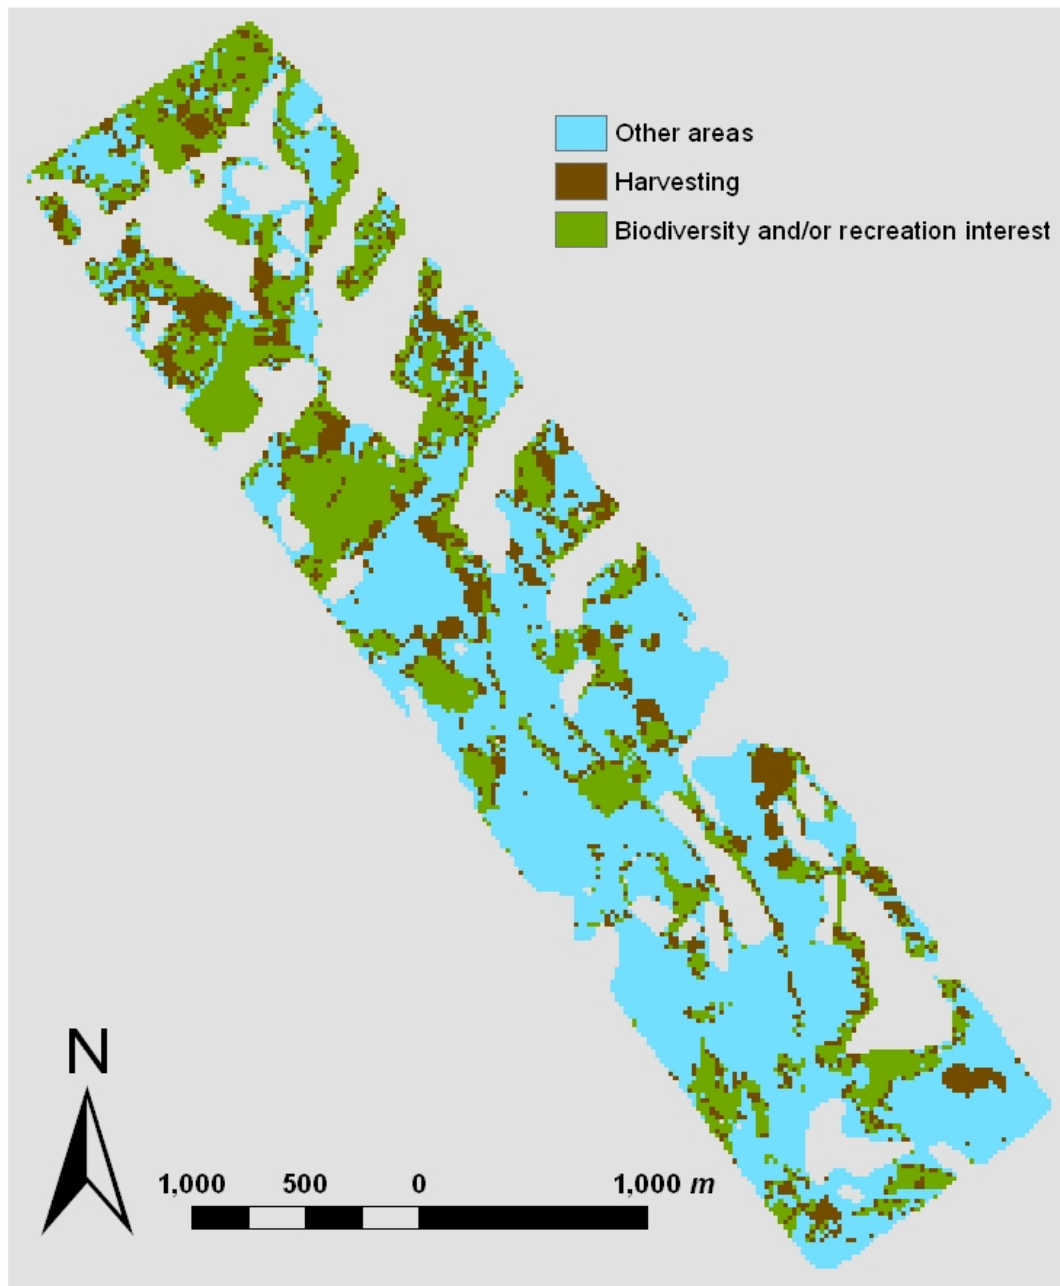 Other areas
Harvesting
Biodiversity and/or recreation interest
N
1,000 500 0 1,000 m